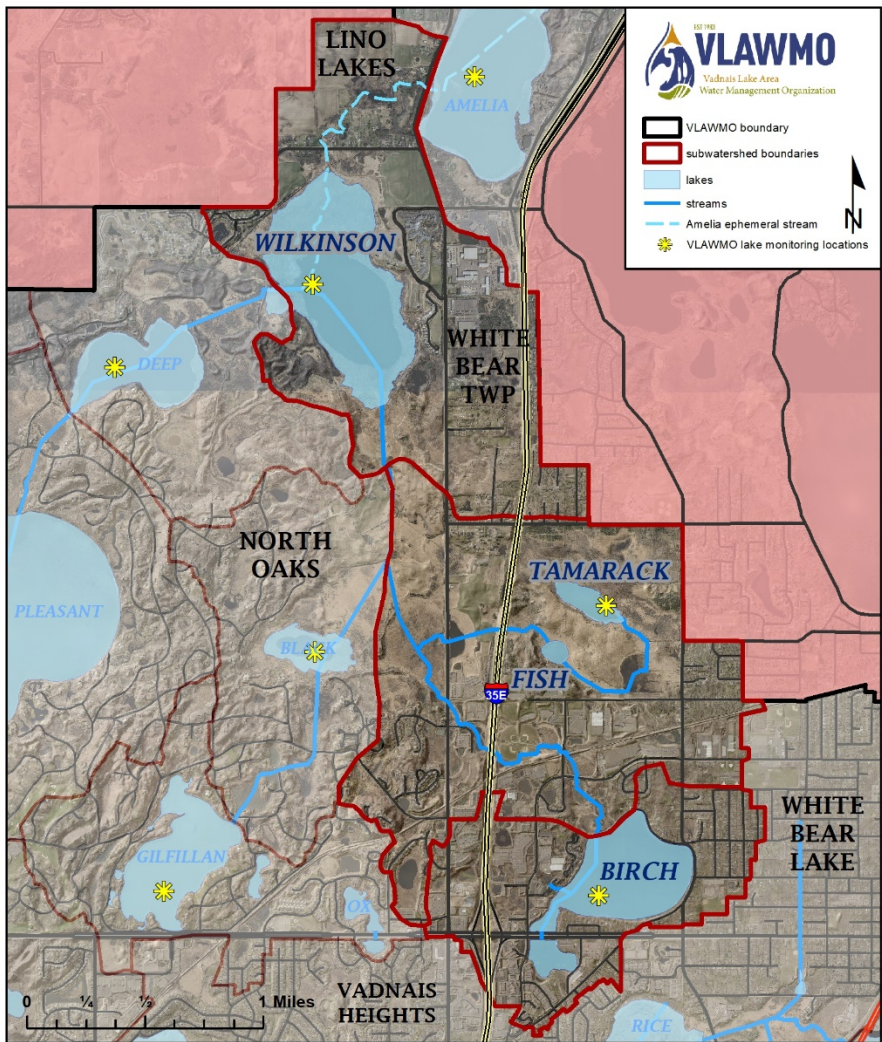 LINO
LAKES
AMELIA
EST 1983
VLAWMO
Vadnais Lake Area
Water Management Organization
VLAWMO boundary
subwatershed boundaries
lakes
streams
Amelia ephemeral stream
VLAWMO lake monitoring locations
N
WILKINSON
WHITE
BEAR
TWP
DEEP
NORTH
OAKS
TAMARACK
PLEASANT
BLACK
FISH
35E
WHITE
BEAR
LAKE
GILFILLAN
BIRCH
OX
0 ¼ ½ 1 Miles
VADNAIS
HEIGHTS
RICE